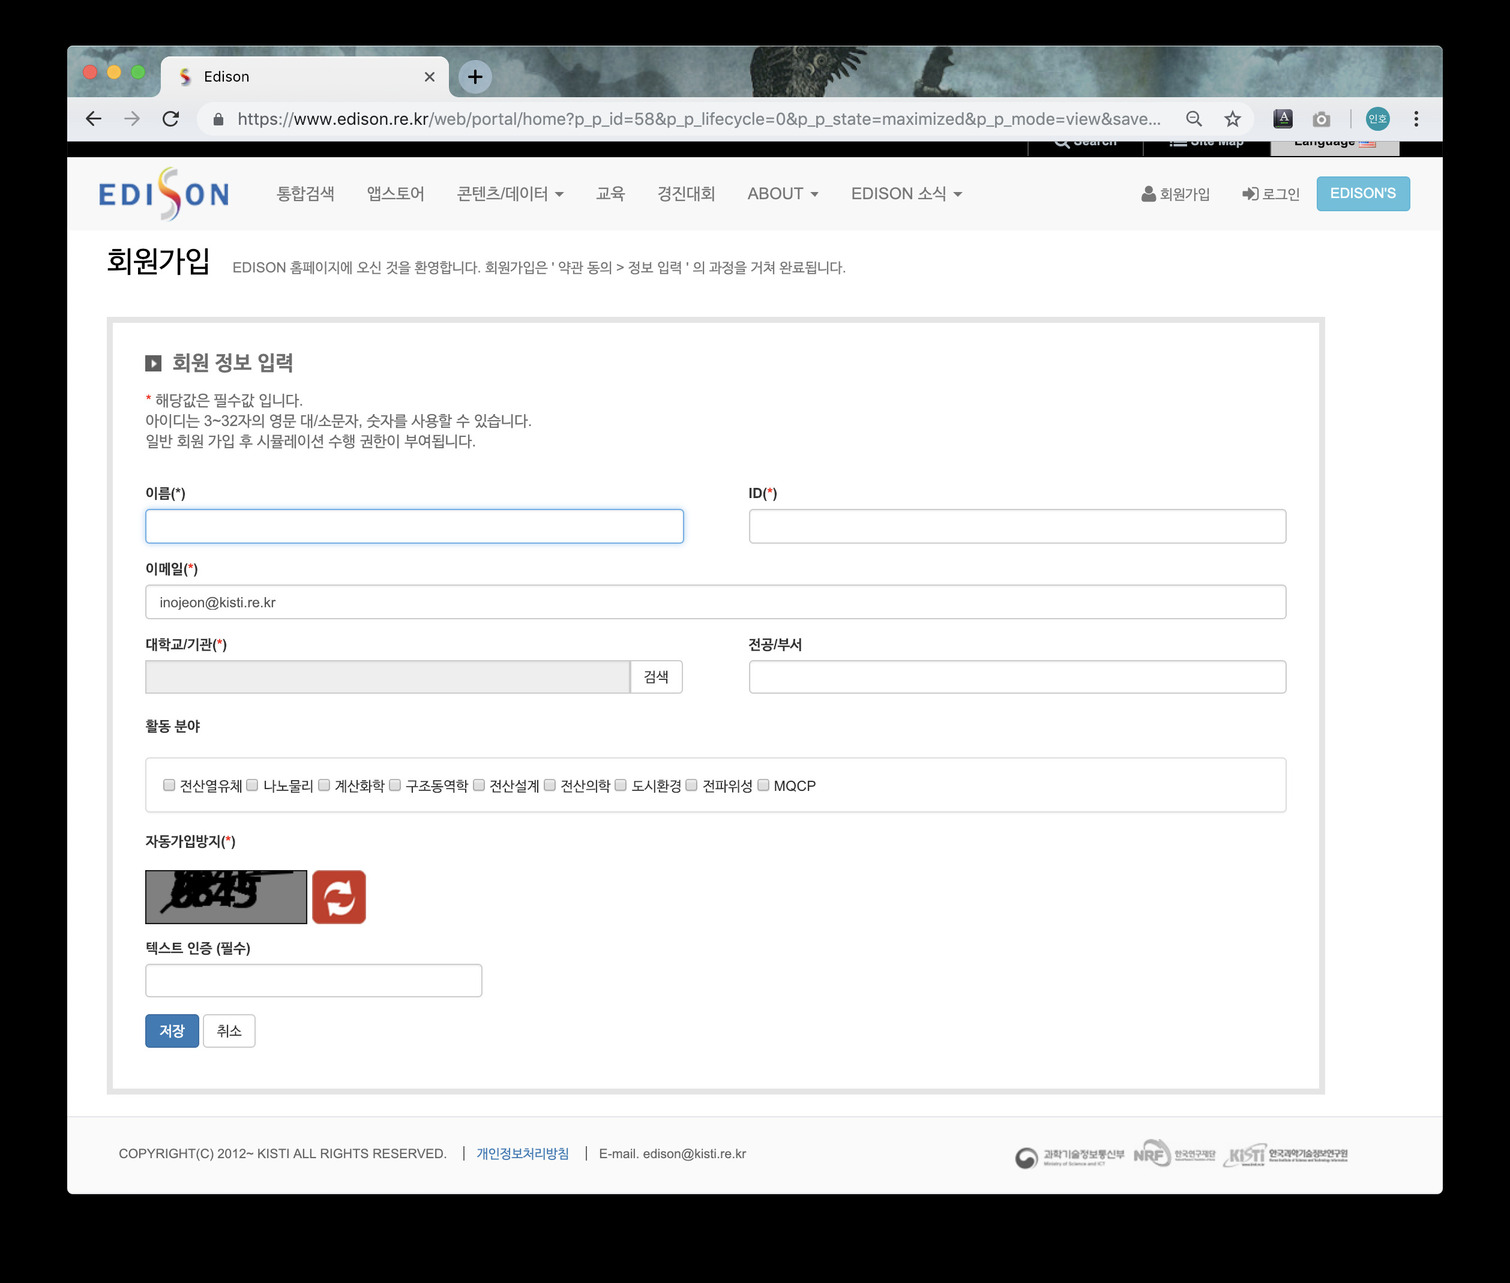 Edison
https://www.edison.re.kr/web/portal/home?p_p_id=58&p_p_lifecycle=0&p_p_state=maximized&p_p_mode=view&save...
A
인호
Search
Site Map
Language
EDISON
통합검색
앱스토어
콘텐츠/데이터
교육
경진대회
ABOUT
EDISON 소식
회원가입
로그인
EDISON'S
회원가입
EDISON 홈페이지에 오신 것을 환영합니다. 회원가입은 ' 약관 동의 > 정보 입력 ' 의 과정을 거쳐 완료됩니다.
회원 정보 입력
* 해당값은 필수값 입니다.
아이디는 3~32자의 영문 대/소문자, 숫자를 사용할 수 있습니다.
일반 회원 가입 후 시뮬레이션 수행 권한이 부여됩니다.
이름(*)
ID(*)
이메일(*)
inojeon@kisti.re.kr
대학교/기관(*)
전공/부서
검색
활동 분야
전산열유체 나노물리 계산화학 구조동역학 전산설계 전산의학 도시환경 전파위성 MQCP
자동가입방지(*)
텍스트 인증 (필수)
저장
취소
COPYRIGHT(C) 2012~ KISTI ALL RIGHTS RESERVED. | 개인정보처리방침 | E-mail. edison@kisti.re.kr
과학기술정보통신부
Ministry of Science and ICT
NRF 한국연구재단
KISTI 한국과학기술정보연구원